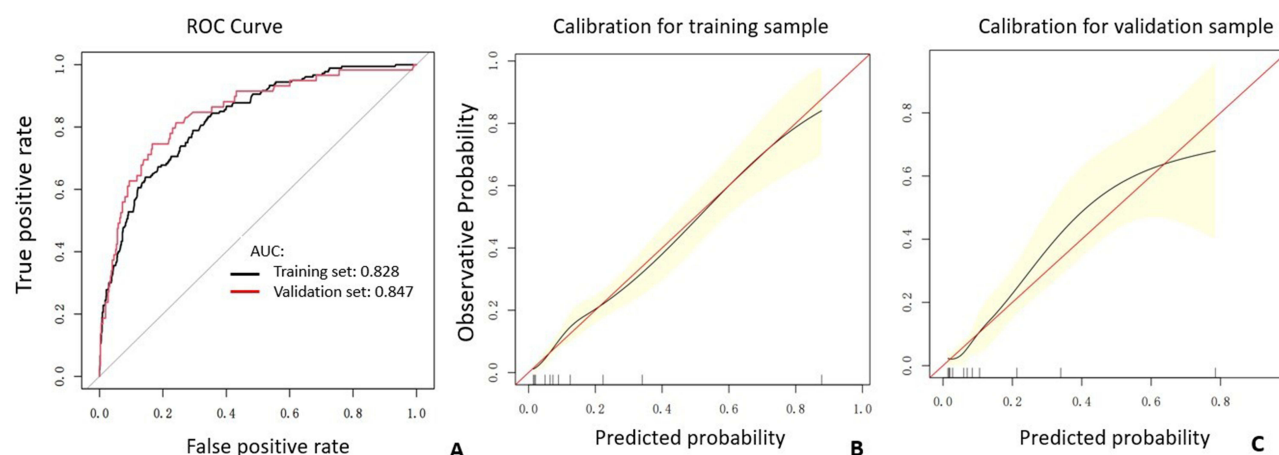 ROC Curve
True positive rate
1.0
0.8
0.6
0.4
0.2
0.0
AUC:
Training set: 0.828
Validation set: 0.847
0.0 0.2 0.4 0.6 0.8 1.0
False positive rate
A
Calibration for training sample
Observative Probability
1.0
0.8
0.6
0.4
0.2
0.0
0.0 0.2 0.4 0.6 0.8 1.0
Predicted probability
B
Calibration for validation sample
0.8
0.6
0.4
0.2
0.0
0.0 0.2 0.4 0.6 0.8
Predicted probability
C